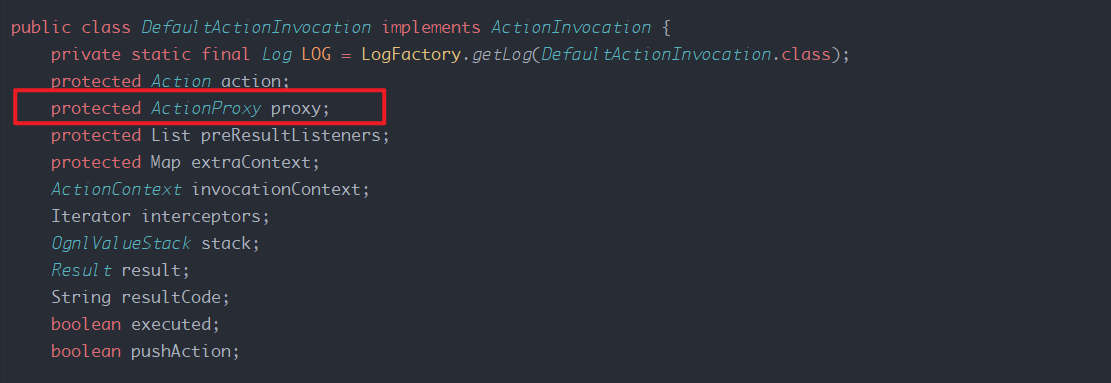 public class DefaultActionInvocation implements ActionInvocation {
private static final Log LOG = LogFactory.getLog(DefaultActionInvocation.class);
protected Action action;
protected ActionProxy proxy;
protected List preResultListeners;
protected Map extraContext;
ActionContext invocationContext;
Iterator interceptors;
OgnlValueStack stack;
Result result;
String resultCode;
boolean executed;
boolean pushAction;